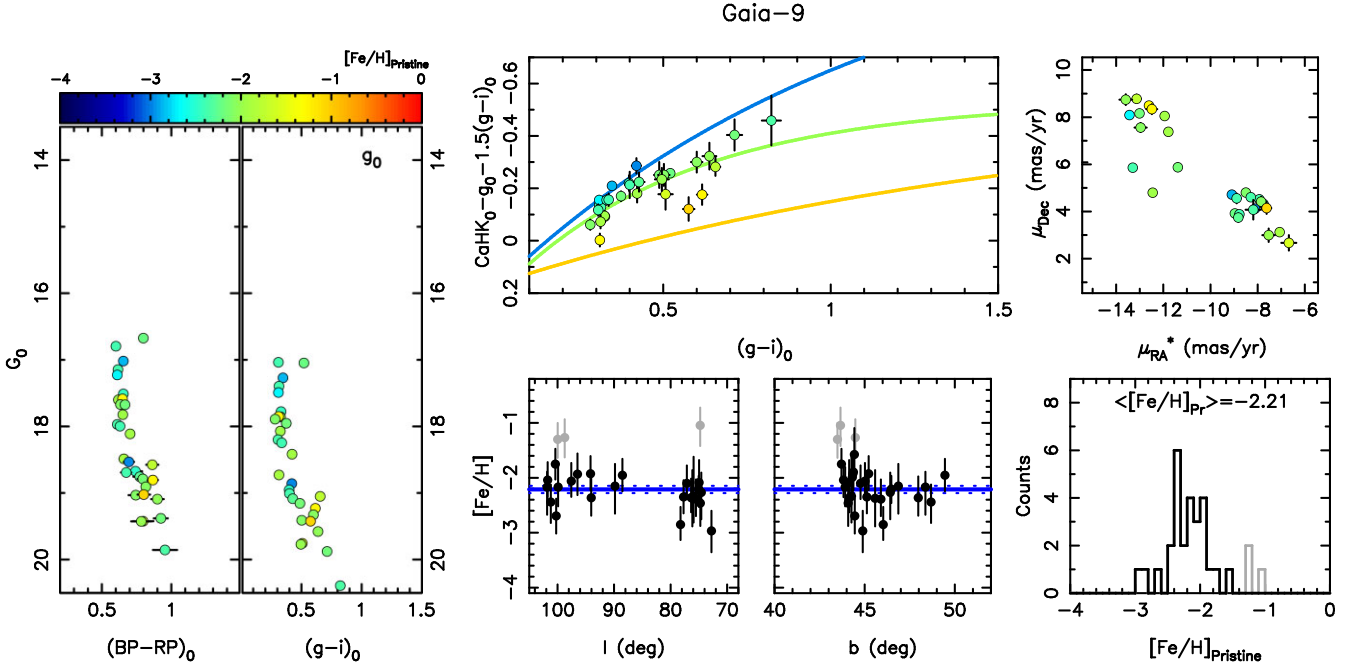 Gaia−9
[Fe/H]Pristine
−4 −3 −2 −1 0
G0
14 16 18 20
0.5 1
(BP−RP)0
g0
14 16 18 20
0.5 1 1.5
(g−i)0
CaHK0−g0−1.5(g−i)0
−0.6 −0.4 −0.2 0 0.2
0.5 1 1.5
(g−i)0
μDec (mas/yr)
10 8 6 4 2
−14 −12 −10 −8 −6
μRA* (mas/yr)
[Fe/H]
−1 −2 −3 −4
100 90 80 70
l (deg)
40 45 50
b (deg)
<[Fe/H]Pr>=−2.21
Counts
8 6 4 2 0
−4 −3 −2 −1 0
[Fe/H]Pristine